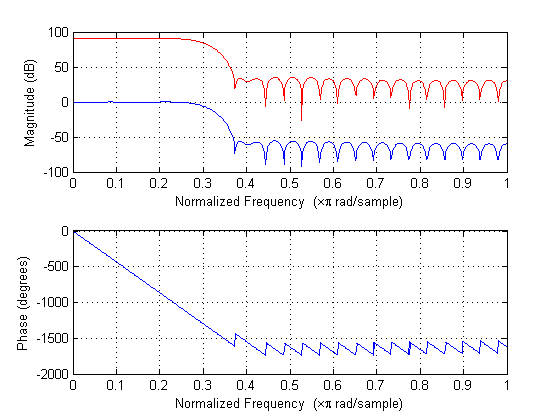 100
50
0
-50
-100
Magnitude (dB)
0 0.1 0.2 0.3 0.4 0.5 0.6 0.7 0.8 0.9 1
Normalized Frequency (×π rad/sample)
0
-500
-1000
-1500
-2000
Phase (degrees)
0 0.1 0.2 0.3 0.4 0.5 0.6 0.7 0.8 0.9 1
Normalized Frequency (×π rad/sample)